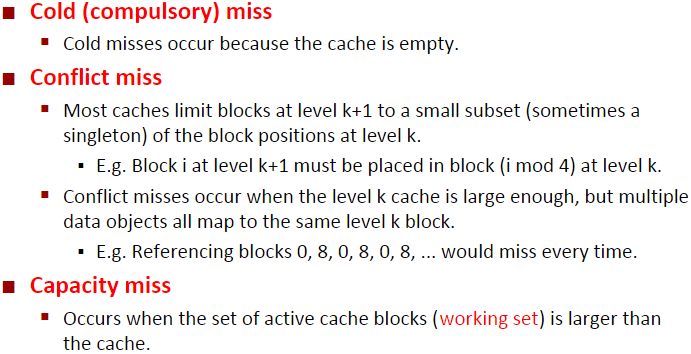 Cold (compulsory) miss
Cold misses occur because the cache is empty.
Conflict miss
Most caches limit blocks at level k+1 to a small subset (sometimes a
singleton) of the block positions at level k.
E.g. Block i at level k+1 must be placed in block (i mod 4) at level k.
Conflict misses occur when the level k cache is large enough, but multiple
data objects all map to the same level k block.
E.g. Referencing blocks 0, 8, 0, 8, 0, 8, ... would miss every time.
Capacity miss
Occurs when the set of active cache blocks (working set) is larger than
the cache.